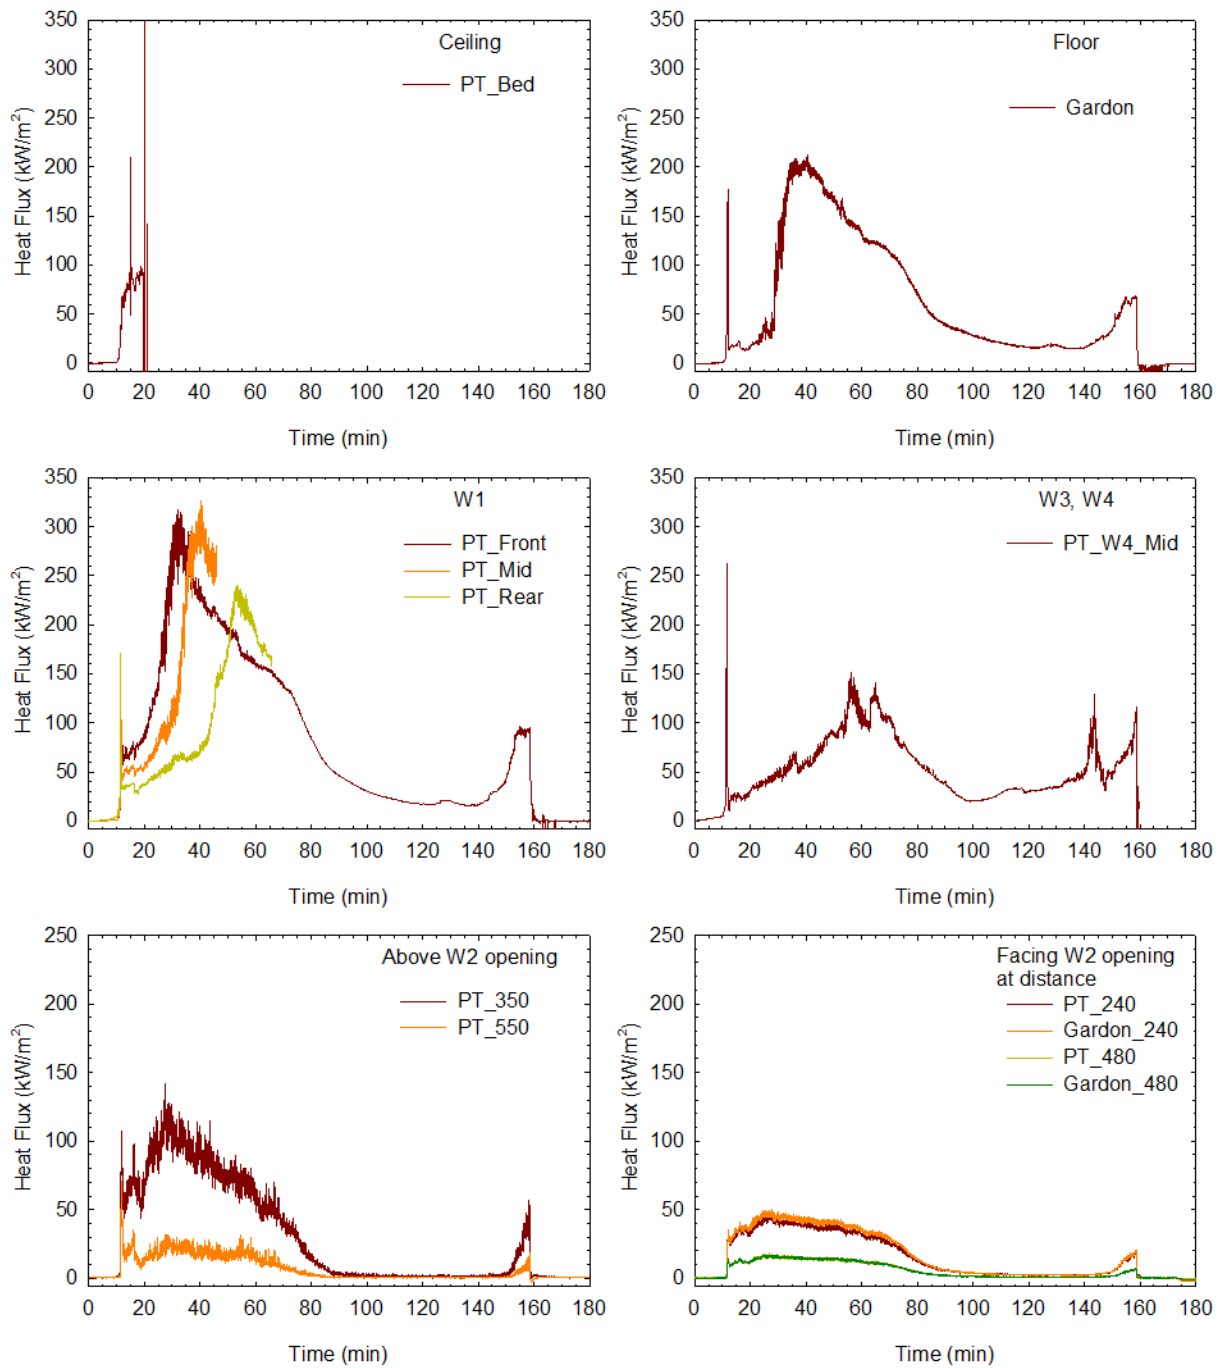 Ceiling
PT_Bed
Heat Flux (kW/m²)
350
300
250
200
150
100
50
0
0 20 40 60 80 100 120 140 160 180
Time (min)
Floor
Gardon
Heat Flux (kW/m²)
350
300
250
200
150
100
50
0
0 20 40 60 80 100 120 140 160 180
Time (min)
W1
PT_Front
PT_Mid
PT_Rear
Heat Flux (kW/m²)
350
300
250
200
150
100
50
0
0 20 40 60 80 100 120 140 160 180
Time (min)
W3, W4
PT_W4_Mid
Heat Flux (kW/m²)
350
300
250
200
150
100
50
0
0 20 40 60 80 100 120 140 160 180
Time (min)
Above W2 opening
PT_350
PT_550
Heat Flux (kW/m²)
250
200
150
100
50
0
0 20 40 60 80 100 120 140 160 180
Time (min)
Facing W2 opening
at distance
PT_240
Gardon_240
PT_480
Gardon_480
Heat Flux (kW/m²)
250
200
150
100
50
0
0 20 40 60 80 100 120 140 160 180
Time (min)